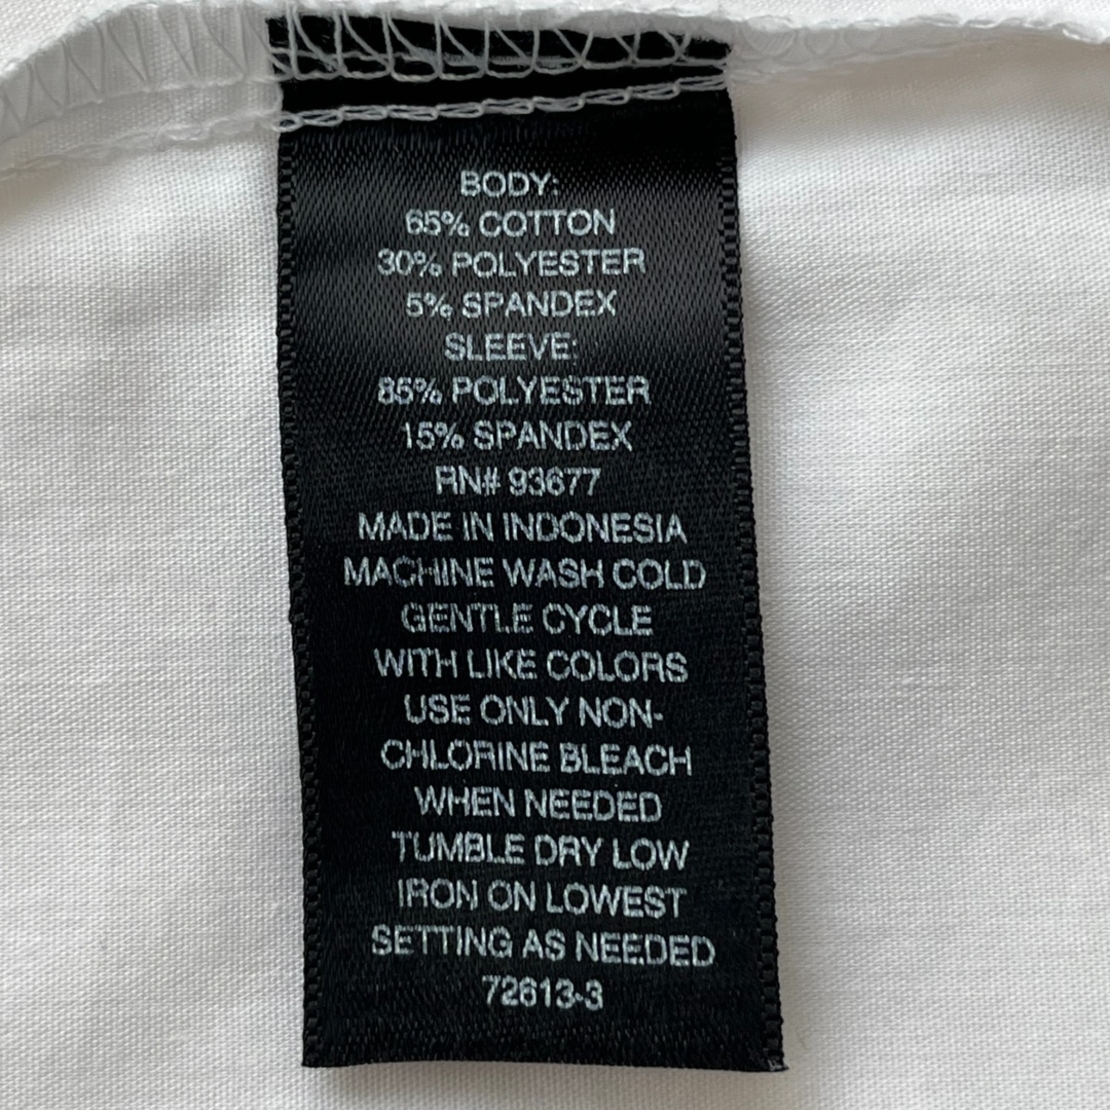 BODY:
65% COTTON
30% POLYESTER
5% SPANDEX
SLEEVE:
85% POLYESTER
15% SPANDEX
RN# 93677
MADE IN INDONESIA
MACHINE WASH COLD
GENTLE CYCLE
WITH LIKE COLORS
USE ONLY NON-
CHLORINE BLEACH
WHEN NEEDED
TUMBLE DRY LOW
IRON ON LOWEST
SETTING AS NEEDED
72613-3